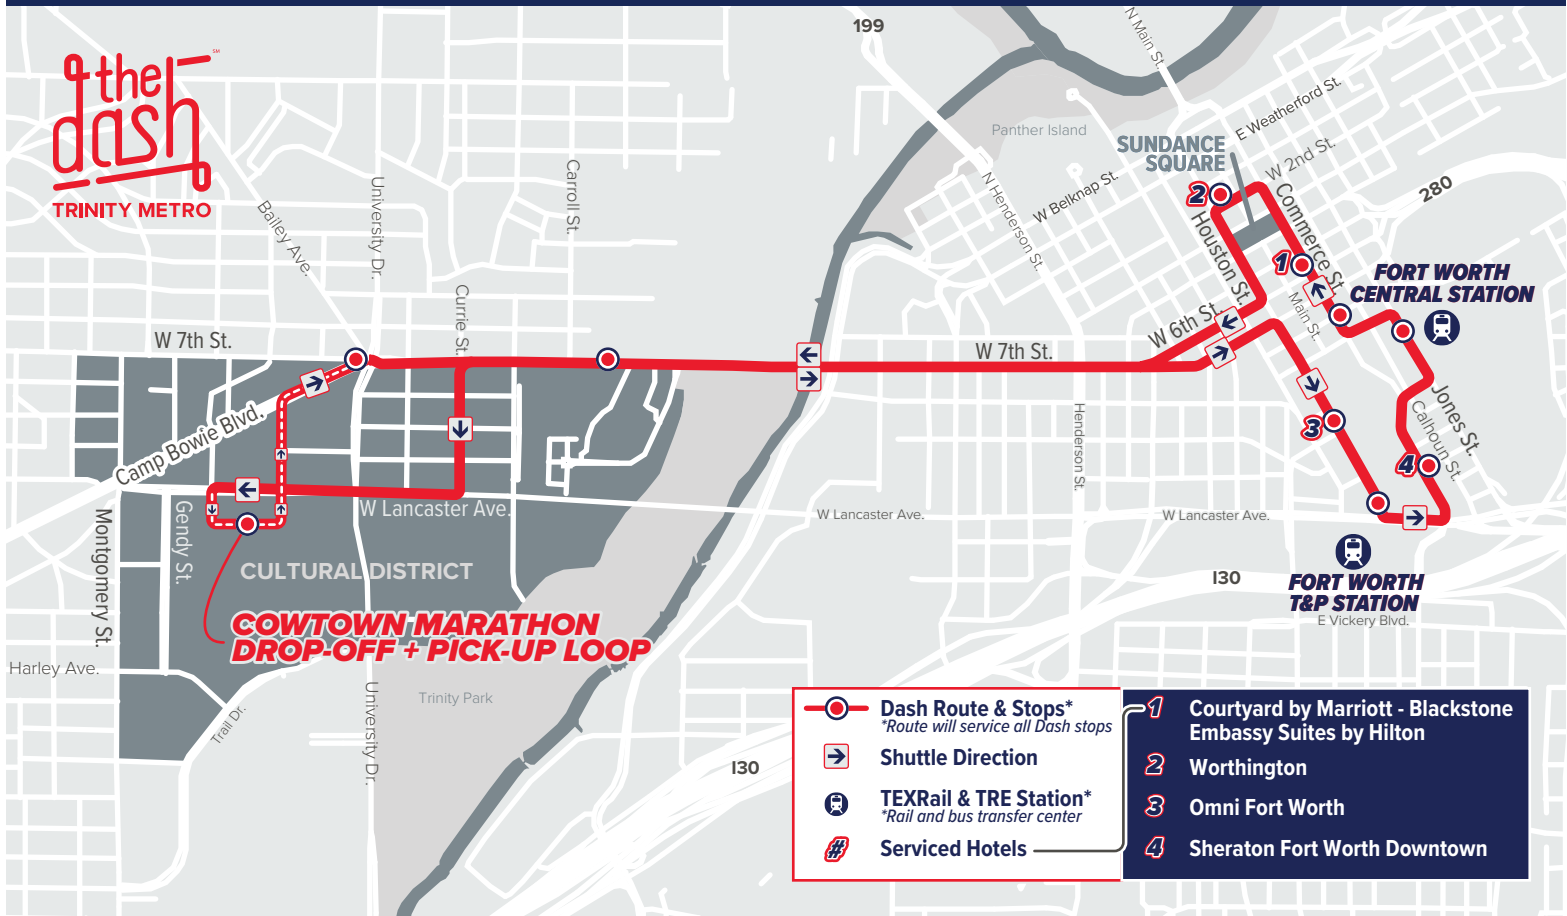 the
dash
SM
TRINITY METRO
199
N Main St.
Panther Island
SUNDANCE
SQUARE
E Weatherford St.
W 2nd St.
280
W Belknap St.
N Henderson St.
Carroll St.
University Dr.
Bailey Ave.
Currie St.
2
Houston St.
Commerce St.
1
Main St.
FORT WORTH
CENTRAL STATION
W 7th St.
W 7th St.
W 6th St.
Camp Bowie Blvd.
Henderson St.
3
Jones St.
Calhoun St.
4
W Lancaster Ave.
W Lancaster Ave.
W Lancaster Ave.
Montgomery St.
Gendy St.
CULTURAL DISTRICT
I30
FORT WORTH
T&P STATION
E Vickery Blvd.
COWTOWN MARATHON
DROP-OFF + PICK-UP LOOP
Harley Ave.
Trail Dr.
University Dr.
Trinity Park
I30
Dash Route & Stops*
*Route will service all Dash stops
Shuttle Direction
TEXRail & TRE Station*
*Rail and bus transfer center
# Serviced Hotels
1 Courtyard by Marriott - Blackstone
Embassy Suites by Hilton
2 Worthington
3 Omni Fort Worth
4 Sheraton Fort Worth Downtown